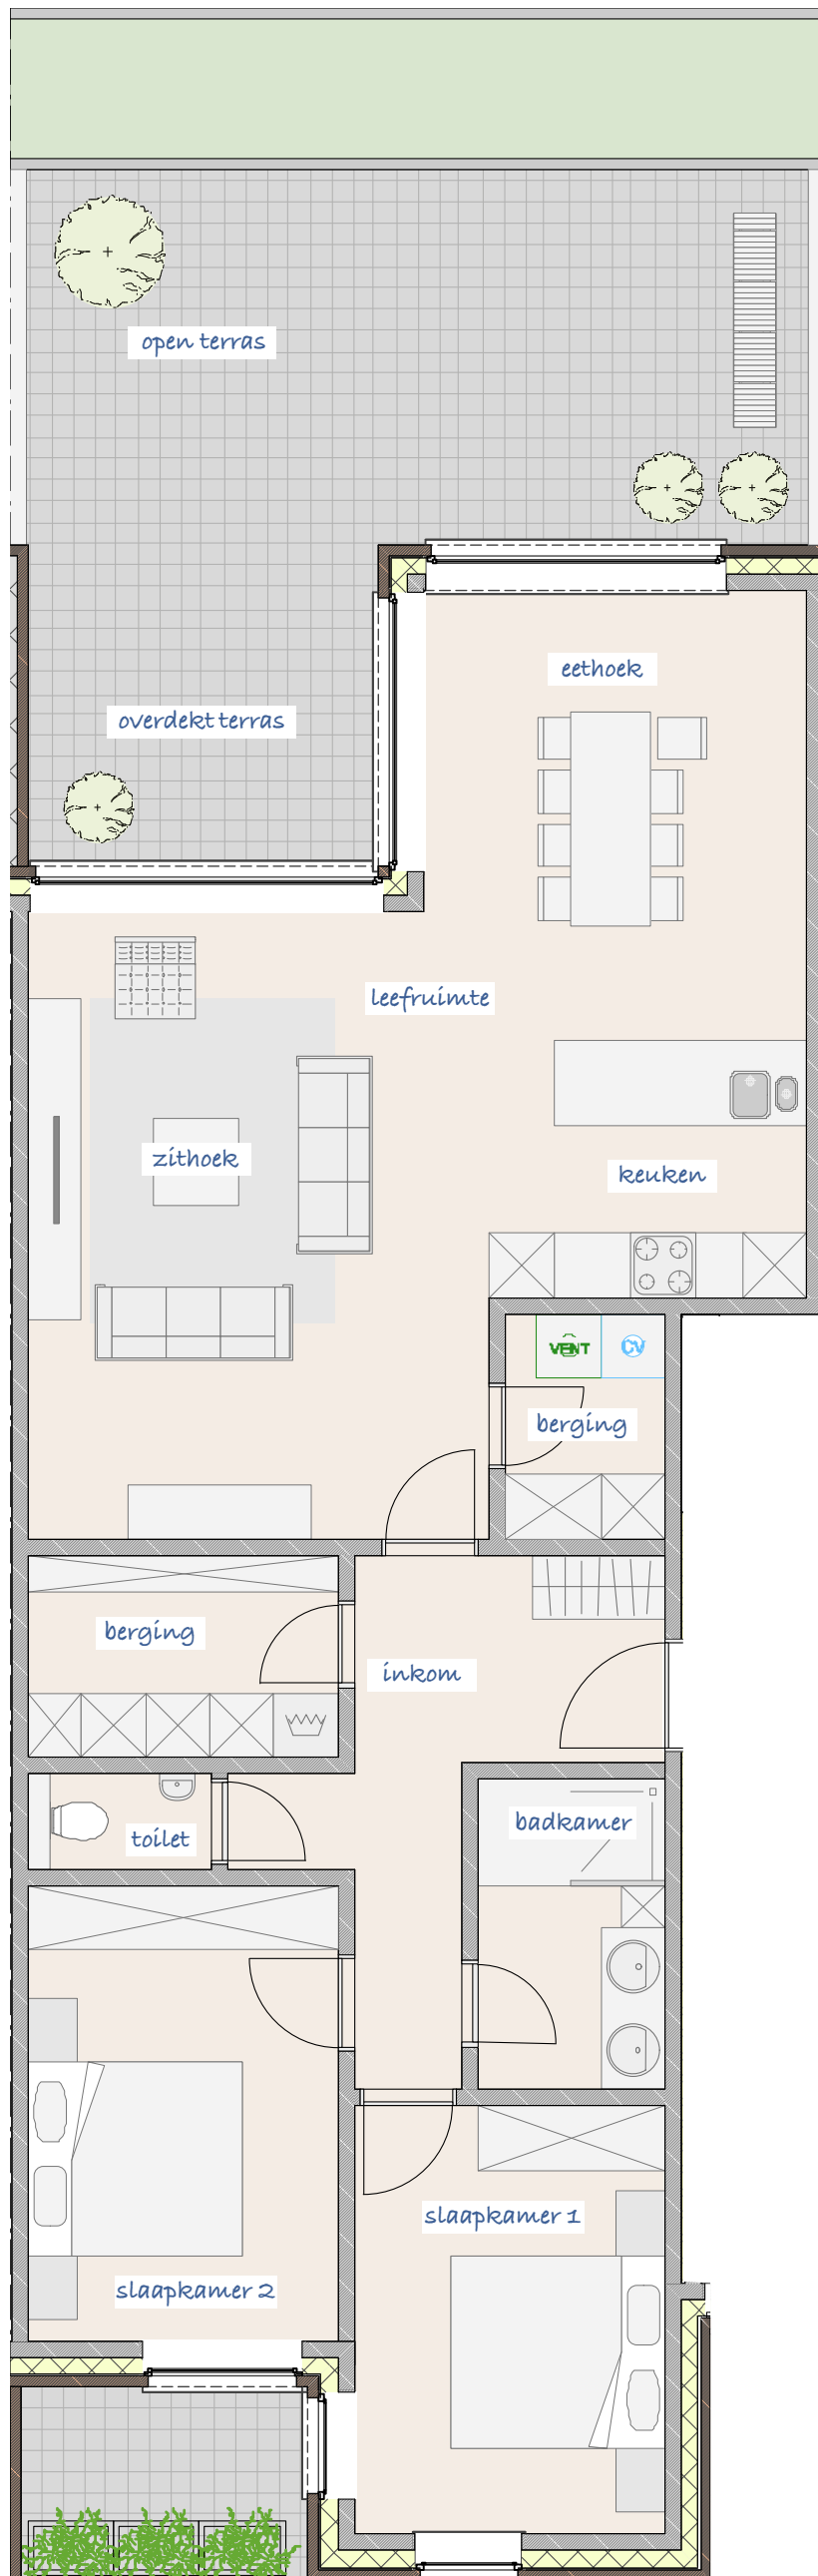 open terras
eethoek
overdekt terras
leefruimte
zithoek
keuken
VENT
CV
berging
berging
inkom
toilet
badkamer
slaapkamer 1
slaapkamer 2